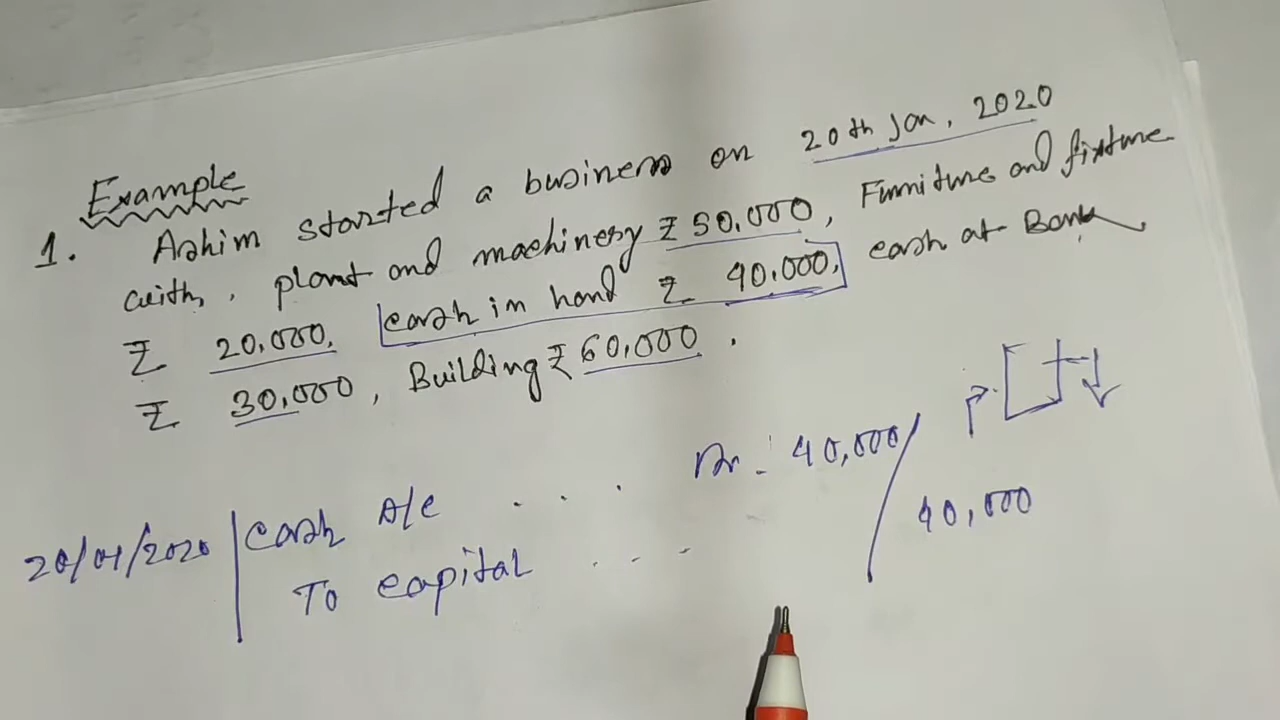 Example
1. Ashim started a business on 20th Jan, 2020
with, plant and machinery ₹ 50,000, Furniture and fixture
₹ 20,000, cash in hand ₹ 40,000, cash at Bank
₹ 30,000, Building ₹ 60,000.
20/01/2020 Cash A/c ... Dr. 40,000/
To capital ... 40,000